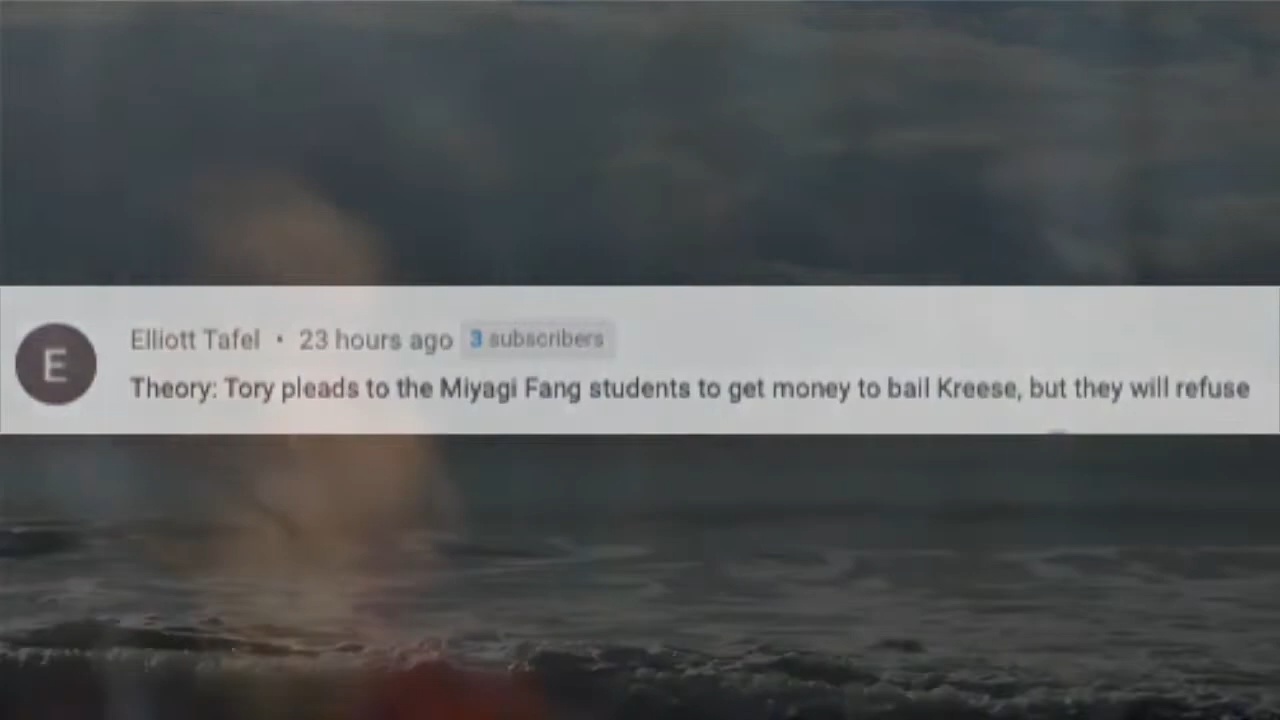 E
Elliott Tafel • 23 hours ago 3 subscribers
Theory: Tory pleads to the Miyagi Fang students to get money to bail Kreese, but they will refuse